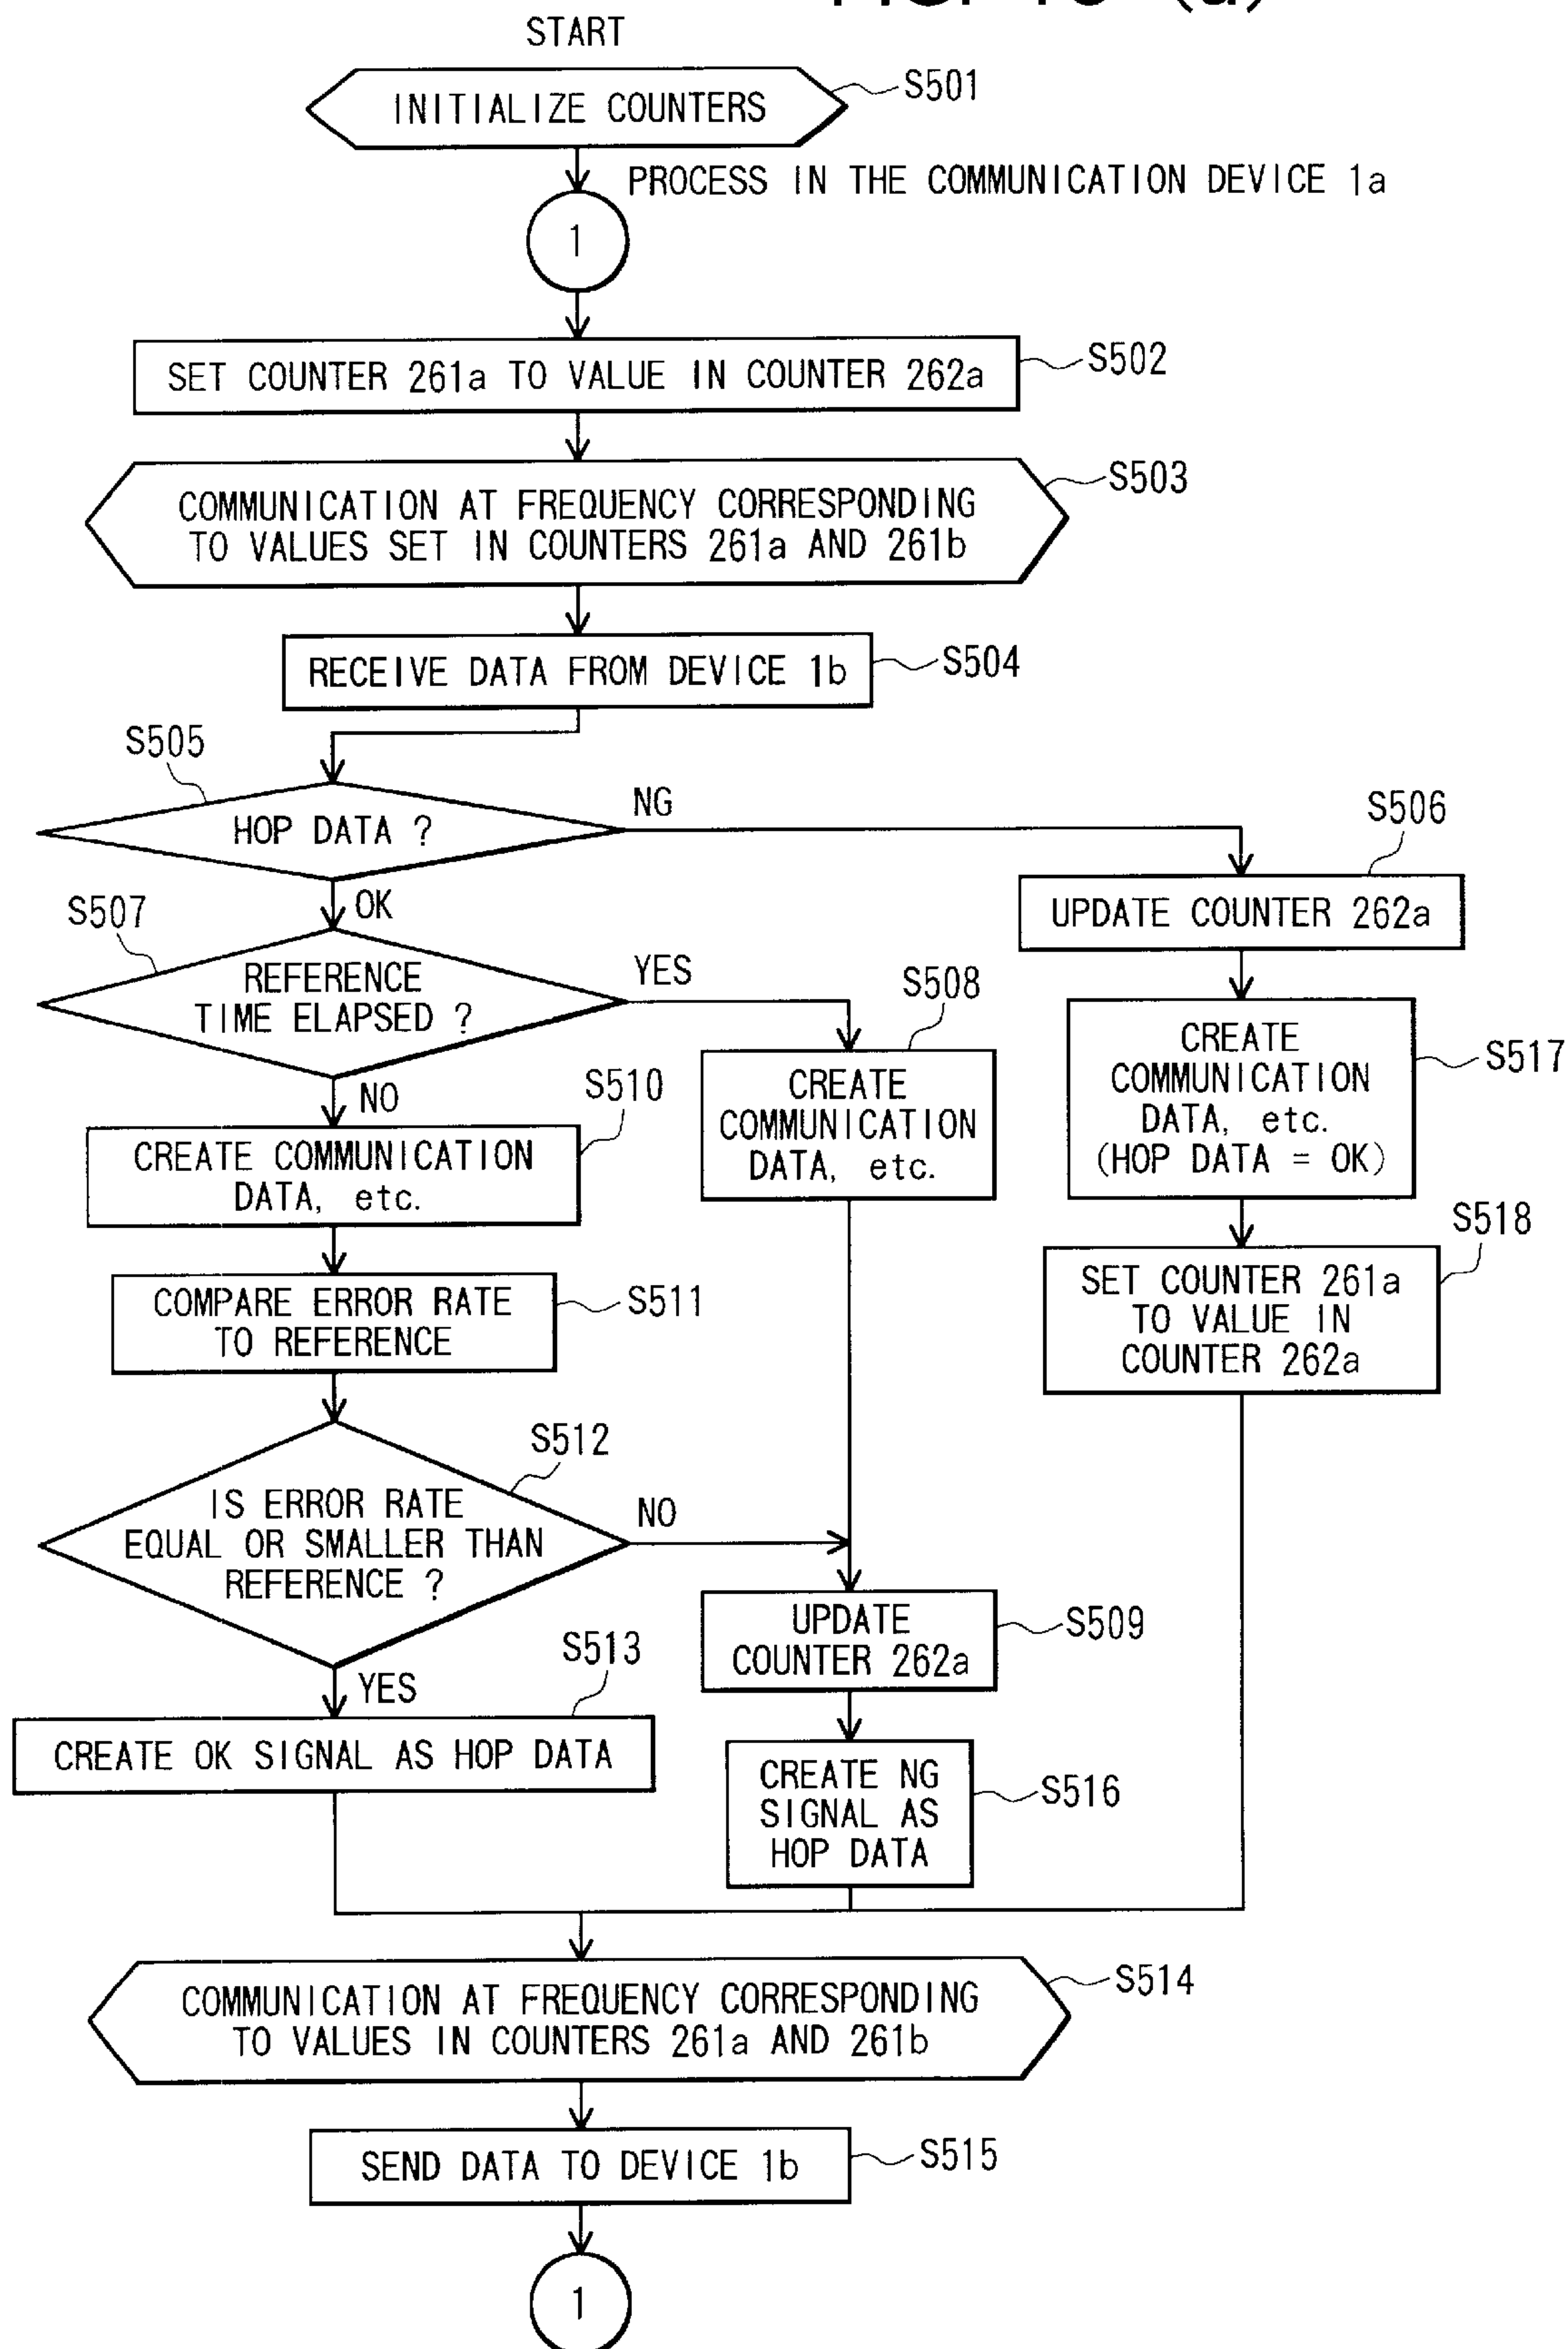 START
INITIALIZE COUNTERS
S501
PROCESS IN THE COMMUNICATION DEVICE 1a
1
SET COUNTER 261a TO VALUE IN COUNTER 262a
S502
COMMUNICATION AT FREQUENCY CORRESPONDING
TO VALUES SET IN COUNTERS 261a AND 261b
S503
RECEIVE DATA FROM DEVICE 1b
S504
S505
HOP DATA ?
NG
OK
S506
UPDATE COUNTER 262a
S507
REFERENCE
TIME ELAPSED ?
YES
NO
S508
CREATE
COMMUNICATION
DATA, etc.
CREATE
COMMUNICATION
DATA, etc.
(HOP DATA = OK)
S517
S510
CREATE COMMUNICATION
DATA, etc.
S518
SET COUNTER 261a
TO VALUE IN
COUNTER 262a
COMPARE ERROR RATE
TO REFERENCE
S511
S512
IS ERROR RATE
EQUAL OR SMALLER THAN
REFERENCE ?
NO
YES
UPDATE
COUNTER 262a
S509
S513
CREATE OK SIGNAL AS HOP DATA
CREATE NG
SIGNAL AS
HOP DATA
S516
COMMUNICATION AT FREQUENCY CORRESPONDING
TO VALUES IN COUNTERS 261a AND 261b
S514
SEND DATA TO DEVICE 1b
S515
1